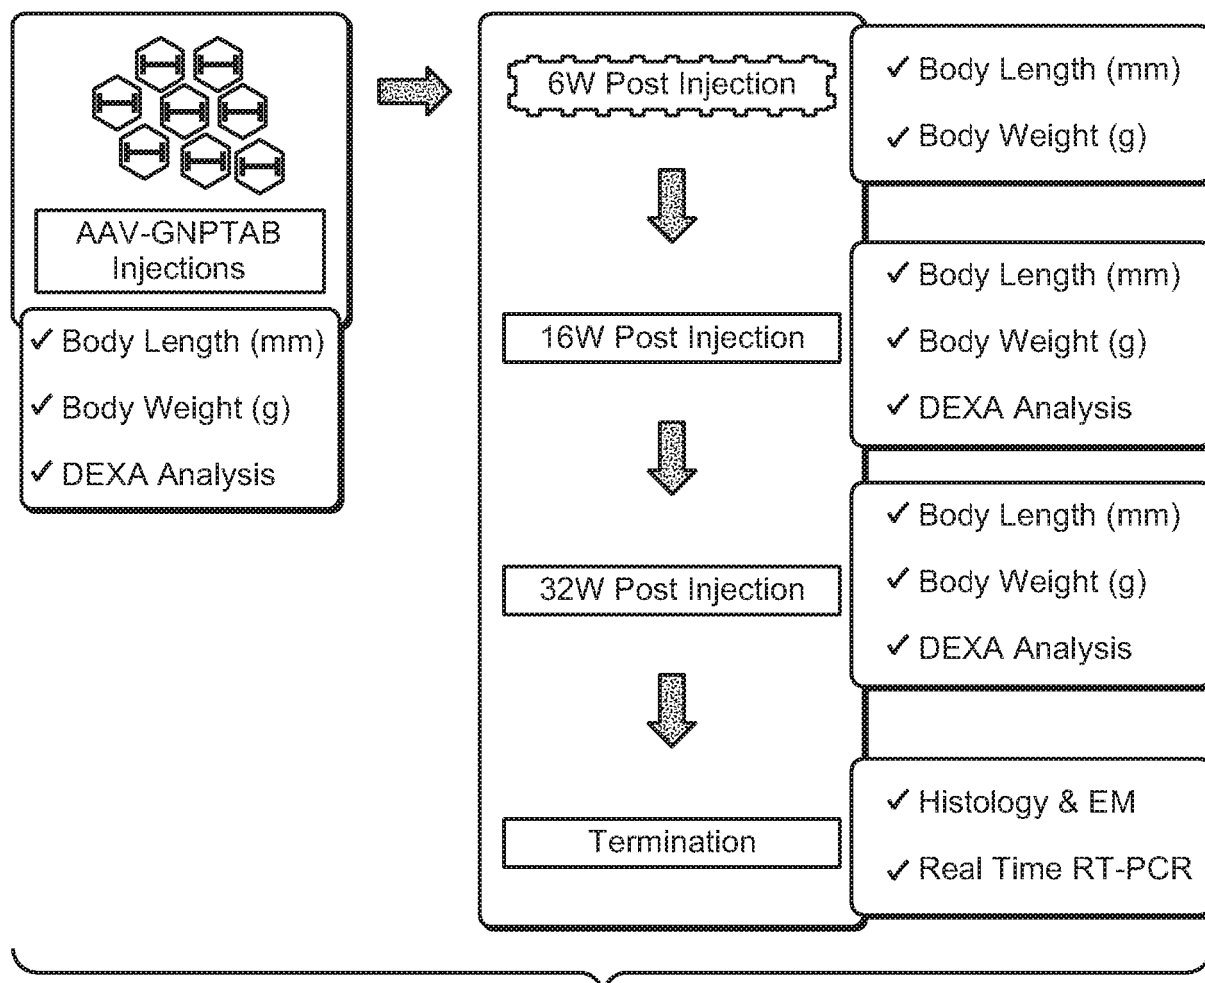 AAV-GNPTAB
Injections
✓ Body Length (mm)
✓ Body Weight (g)
✓ DEXA Analysis
6W Post Injection
✓ Body Length (mm)
✓ Body Weight (g)
16W Post Injection
✓ Body Length (mm)
✓ Body Weight (g)
✓ DEXA Analysis
32W Post Injection
✓ Body Length (mm)
✓ Body Weight (g)
✓ DEXA Analysis
Termination
✓ Histology & EM
✓ Real Time RT-PCR